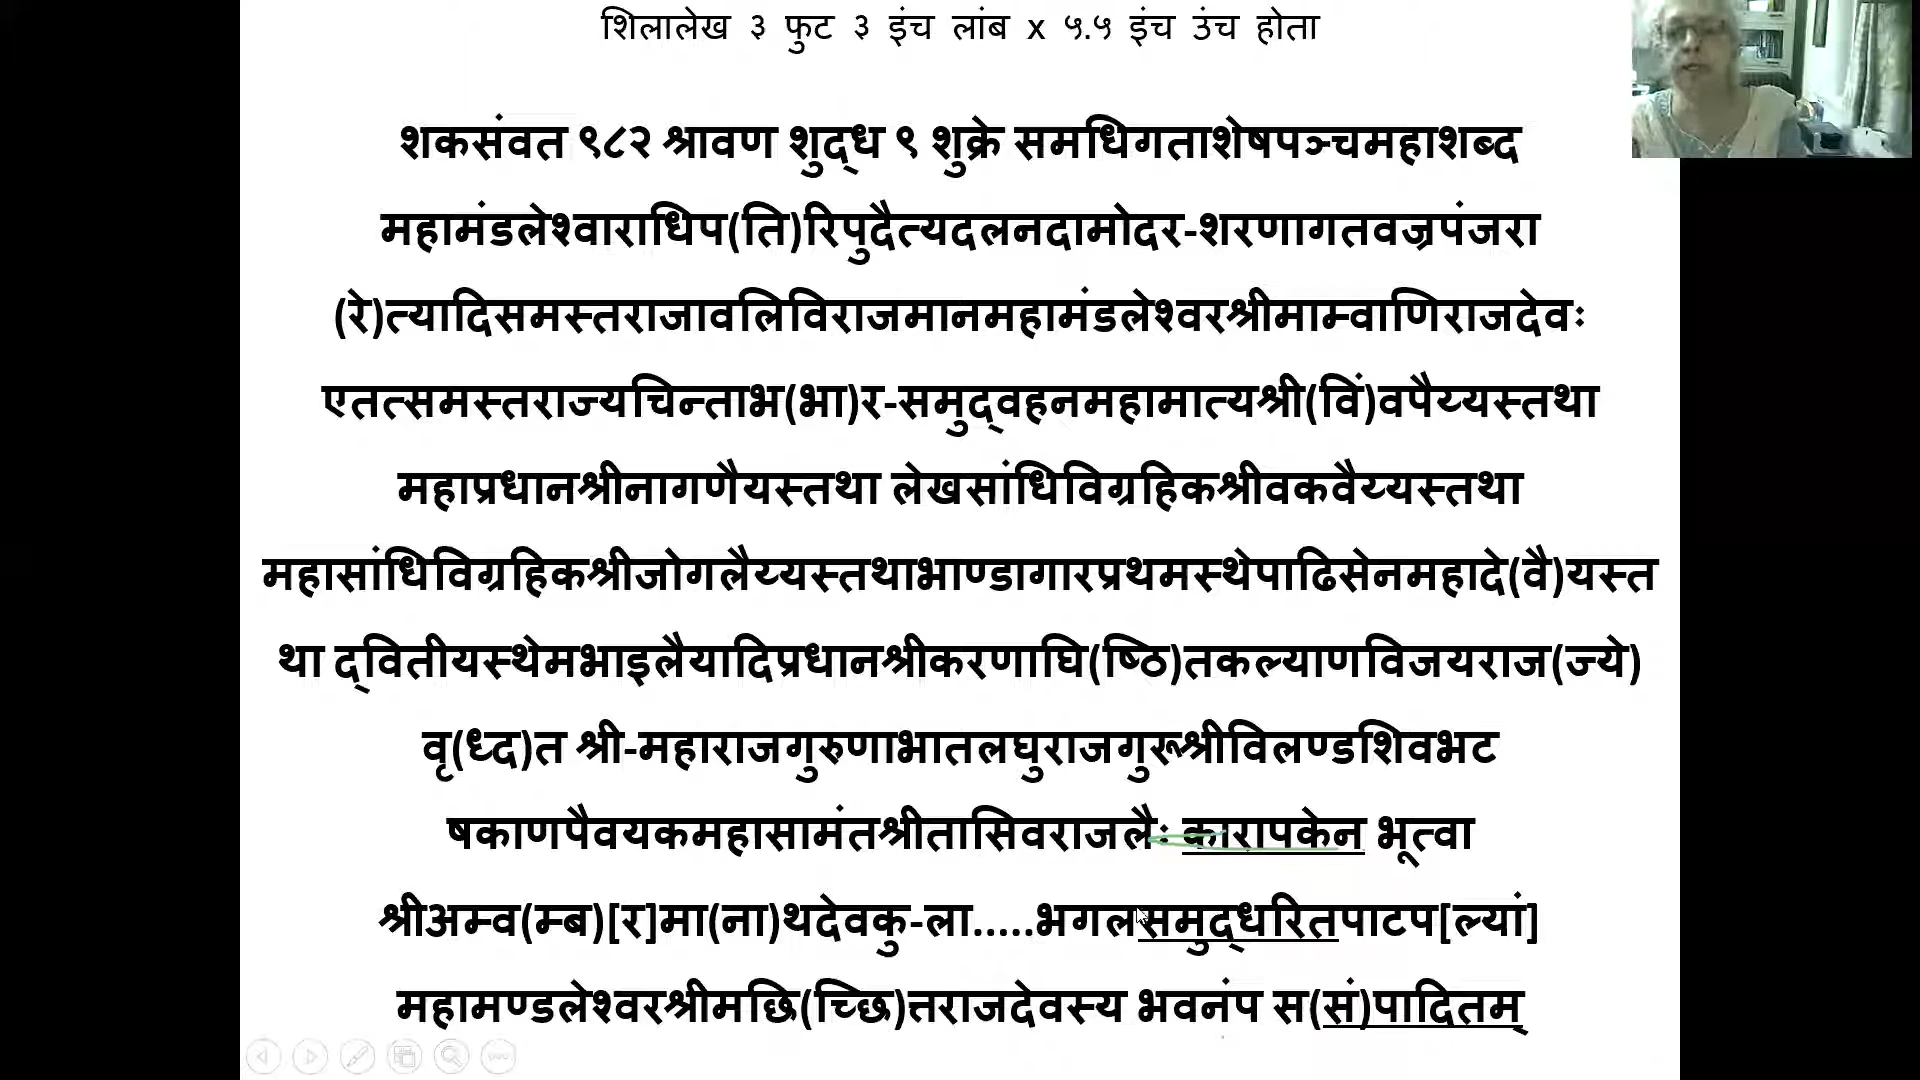 शिलालेख ३ फुट ३ इंच लांब x ५.५ इंच उंच होता
शकसंवत ९८२ श्रावण शुद्ध ९ शुक्रे समधिगताशेषपञ्चमहाशब्द
महामंडलेश्वाराधिप(ति)रिपुदैत्यदलनदामोदर-शरणागतवज्रपंजरा
(रे)त्यादिसमस्तराजावलिविराजमानमहामंडलेश्वरश्रीमाम्वाणिराजदेवः
एतत्समस्तराज्यचिन्ताभ(भा)र-समुद्वहनमहामात्यश्री(विं)वपैय्यस्तथा
महाप्रधानश्रीनागणैयस्तथा लेखसांधिविग्रहिकश्रीवकवैय्यस्तथा
महासांधिविग्रहिकश्रीजोगलैय्यस्तथाभाण्डागारप्रथमस्थेपाढिसेनमहादे(वै)यस्त
था द्वितीयस्थेमभाइलैयादिप्रधानश्रीकरणाघि(ष्ठि)तकल्याणविजयराज(ज्ये)
वृ(ध्द)त श्री-महाराजगुरुणाभातलघुराजगुरूश्रीविलण्डशिवभट
षकाणपैवयकमहासामंतश्रीतासिवराजलैः कारापकेन भूत्वा
श्रीअम्व(म्ब)[र]मा(ना)थदेवकु-ला.....भगलसमुद्धरितपाटप[ल्यां]
महामण्डलेश्वरश्रीमछि(च्छि)तराजदेवस्य भवनंप स(सं)पादितम्